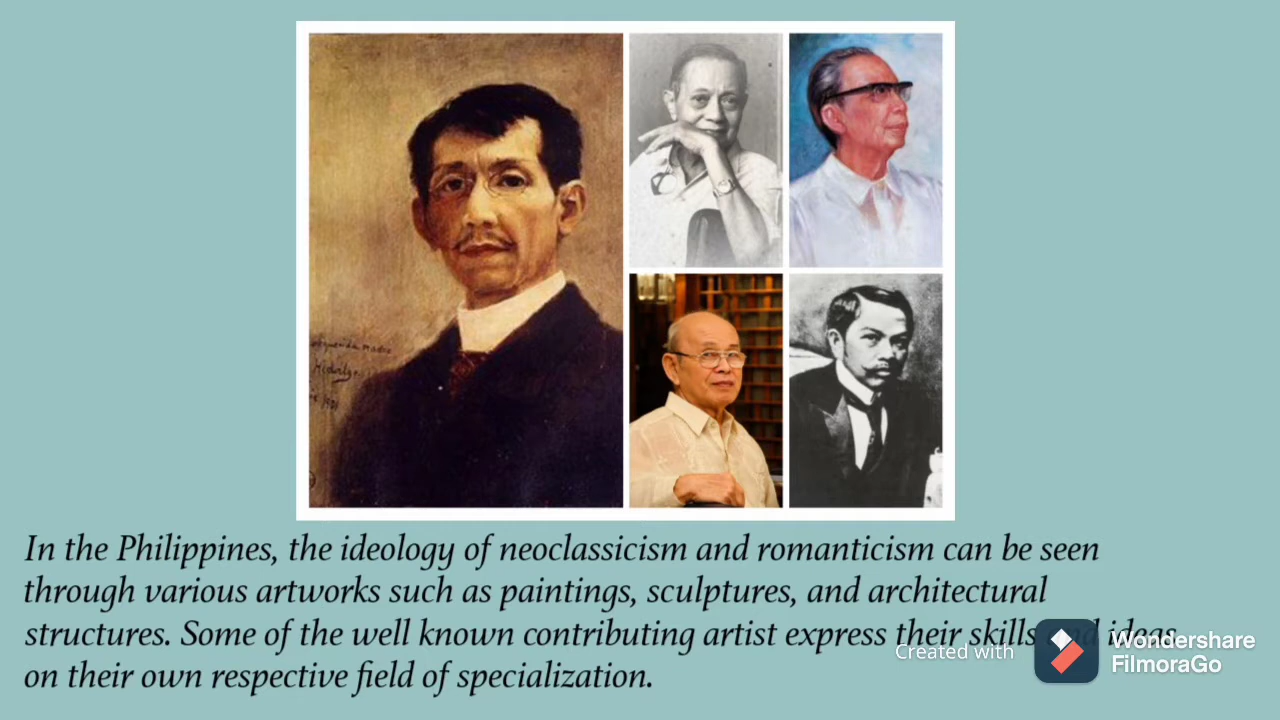 Hidalgo
In the Philippines, the ideology of neoclassicism and romanticism can be seen
through various artworks such as paintings, sculptures, and architectural
structures. Some of the well known contributing artist express their skills and ideas
on their own respective field of specialization.
Created with
Wondershare
FilmoraGo